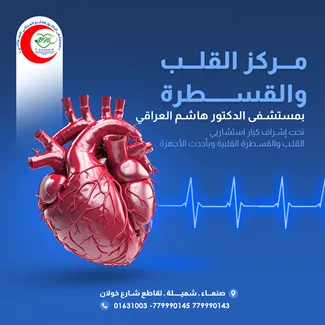 مركز القلب
والقسطرة
بمستشفى الدكتور هاشم العراقي
تحت إشراف كبار استشاريي
القلب والقسطرة القلبية وبأحدث الأجهزة
صنعاء . شميلة . تقاطع شارع خولان
01631003 -779990145 779990143